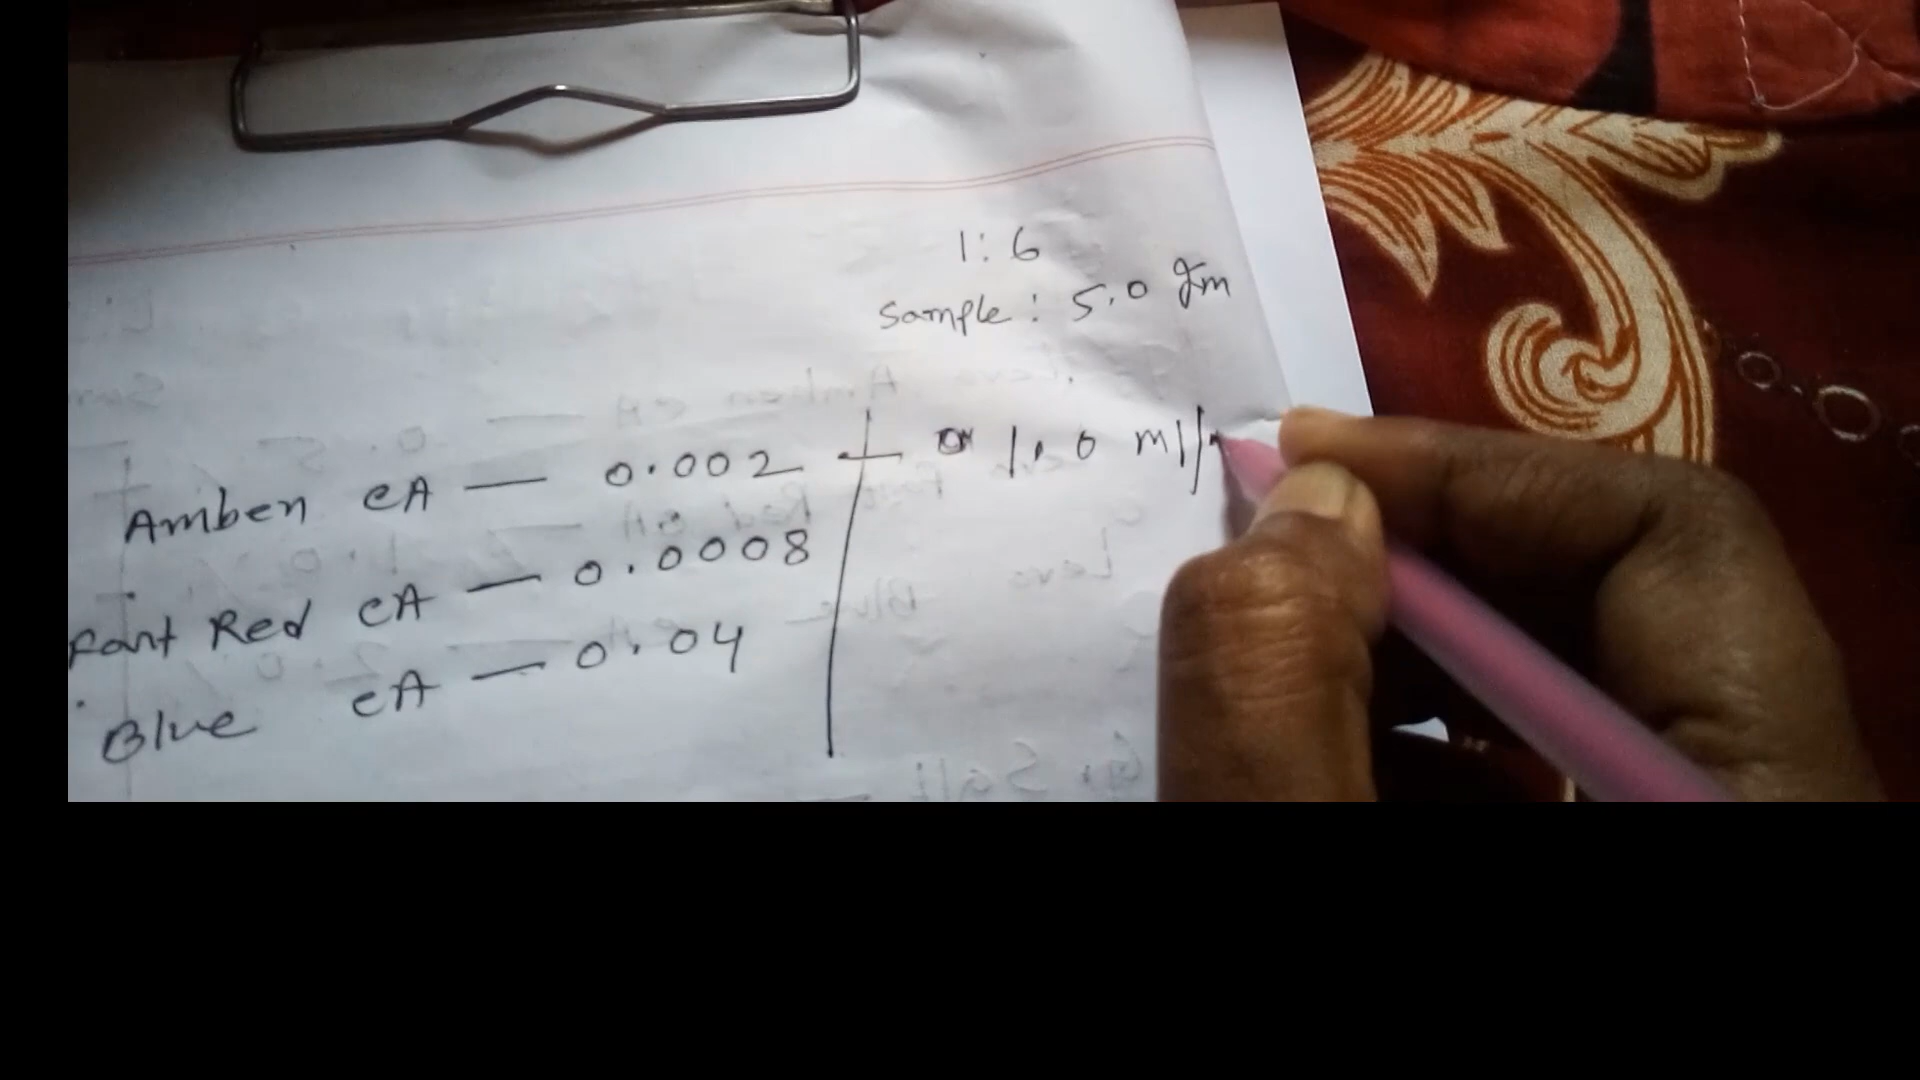 1:6
Sample: 5.0 gm
Amben CA — 0.002 — 1.0 ml/
Fant Red CA — 0.0008
Blue CA — 0.04